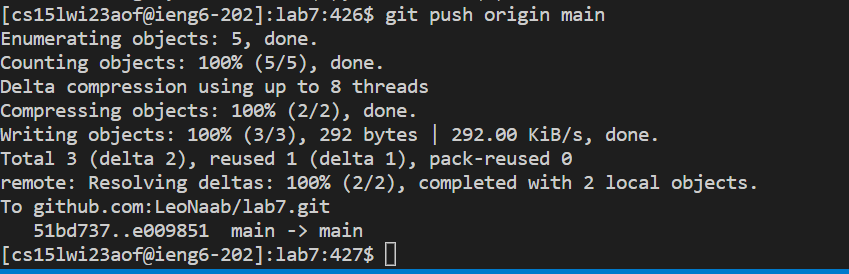 [cs15lwi23aof@ieng6-202]:lab7:426$ git push origin main
Enumerating objects: 5, done.
Counting objects: 100% (5/5), done.
Delta compression using up to 8 threads
Compressing objects: 100% (2/2), done.
Writing objects: 100% (3/3), 292 bytes | 292.00 KiB/s, done.
Total 3 (delta 2), reused 1 (delta 1), pack-reused 0
remote: Resolving deltas: 100% (2/2), completed with 2 local objects.
To github.com:LeoNaab/lab7.git
   51bd737..e009851  main -> main
[cs15lwi23aof@ieng6-202]:lab7:427$